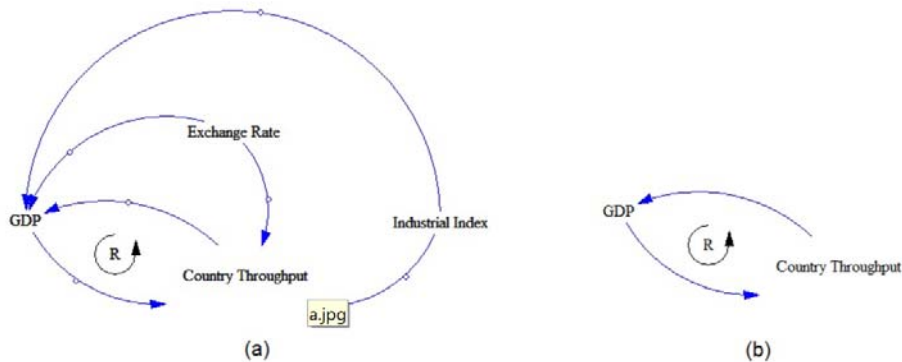 Exchange Rate
GDP
Industrial Index
R
Country Throughput
a.jpg
(a)
GDP
R
Country Throughput
(b)